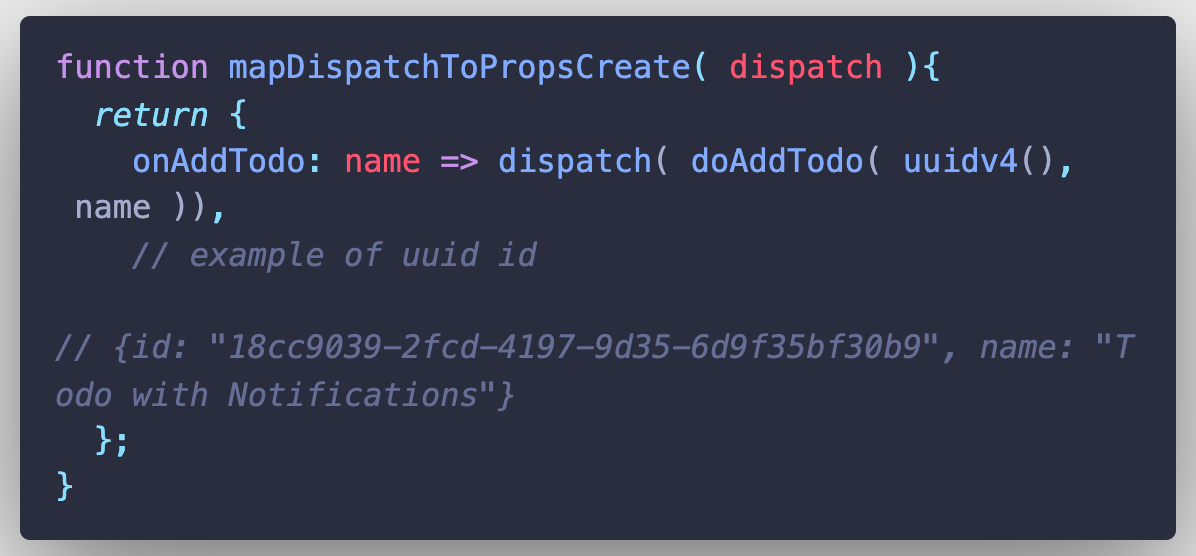 function mapDispatchToPropsCreate( dispatch ){
return {
onAddTodo: name => dispatch( doAddTodo( uuidv4(),
name )),
// example of uuid id
// {id: "18cc9039-2fcd-4197-9d35-6d9f35bf30b9", name: "T
odo with Notifications"}
};
}